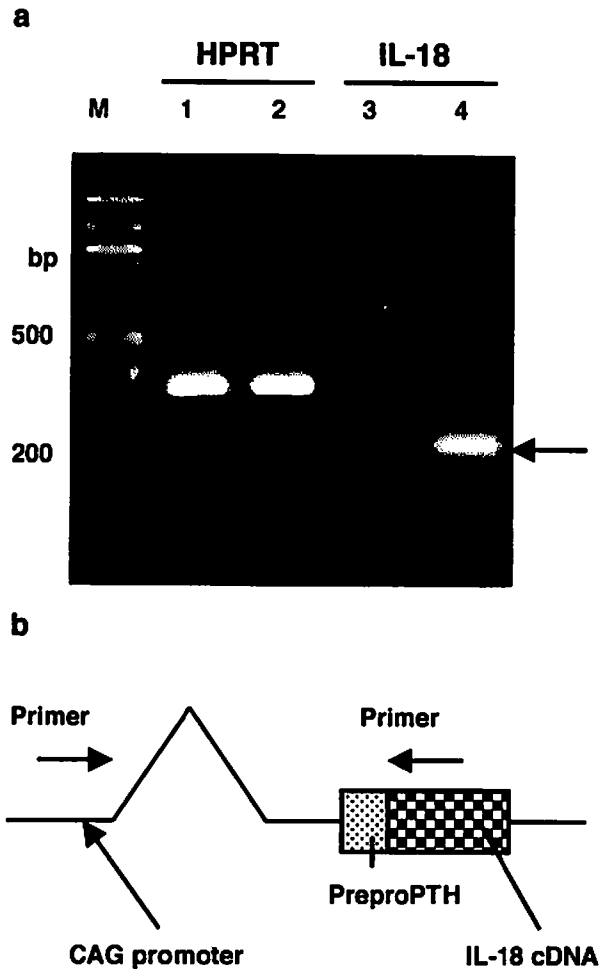 a
HPRT IL-18
M 1 2 3 4
bp
500
200
b
Primer Primer
PreproPTH
CAG promoter IL-18 cDNA